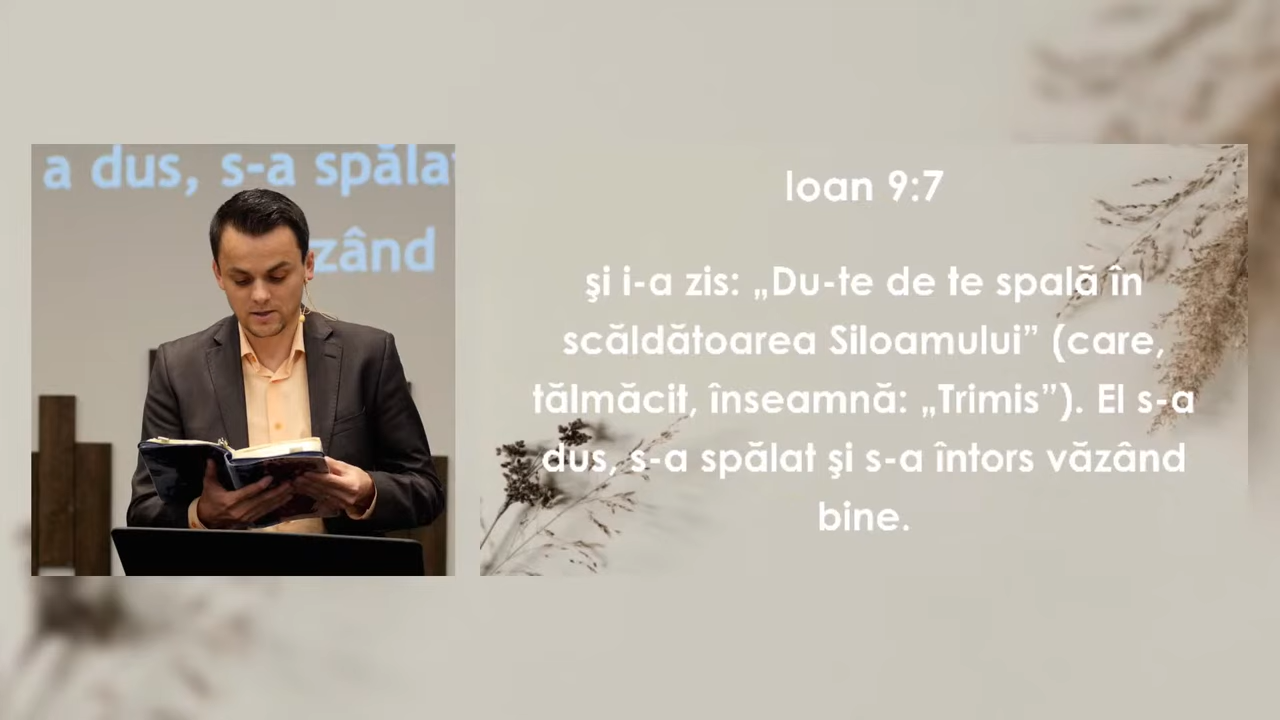 a dus, s-a spălat
zând
Ioan 9:7
şi i-a zis: „Du-te de te spală în
scăldătoarea Siloamului” (care,
tălmăcit, înseamnă: „Trimis”). El s-a
dus, s-a spălat şi s-a întors văzând
bine.